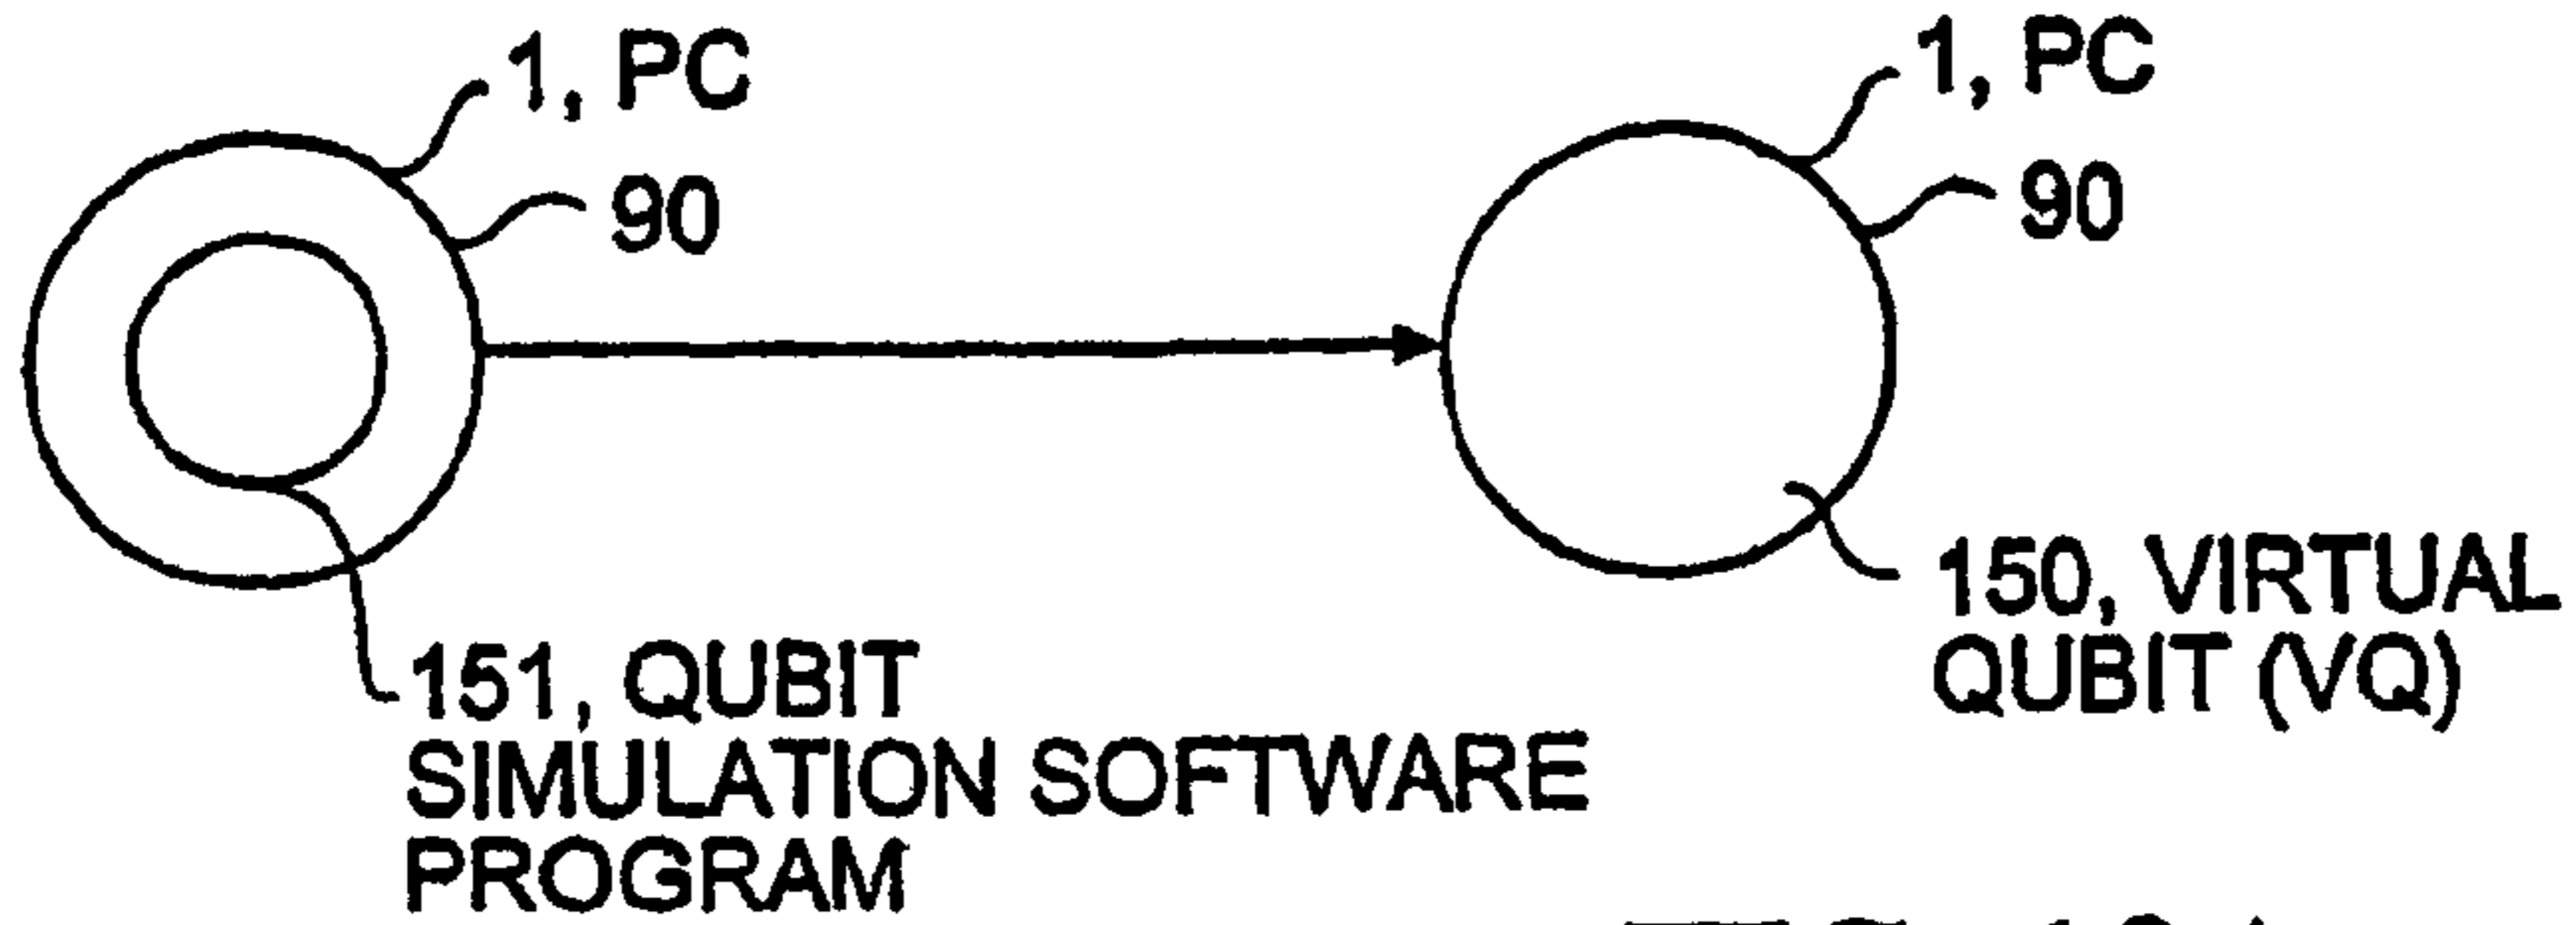 1, PC
90
1, PC
90
150, VIRTUAL
QUBIT (VQ)
151, QUBIT
SIMULATION SOFTWARE
PROGRAM